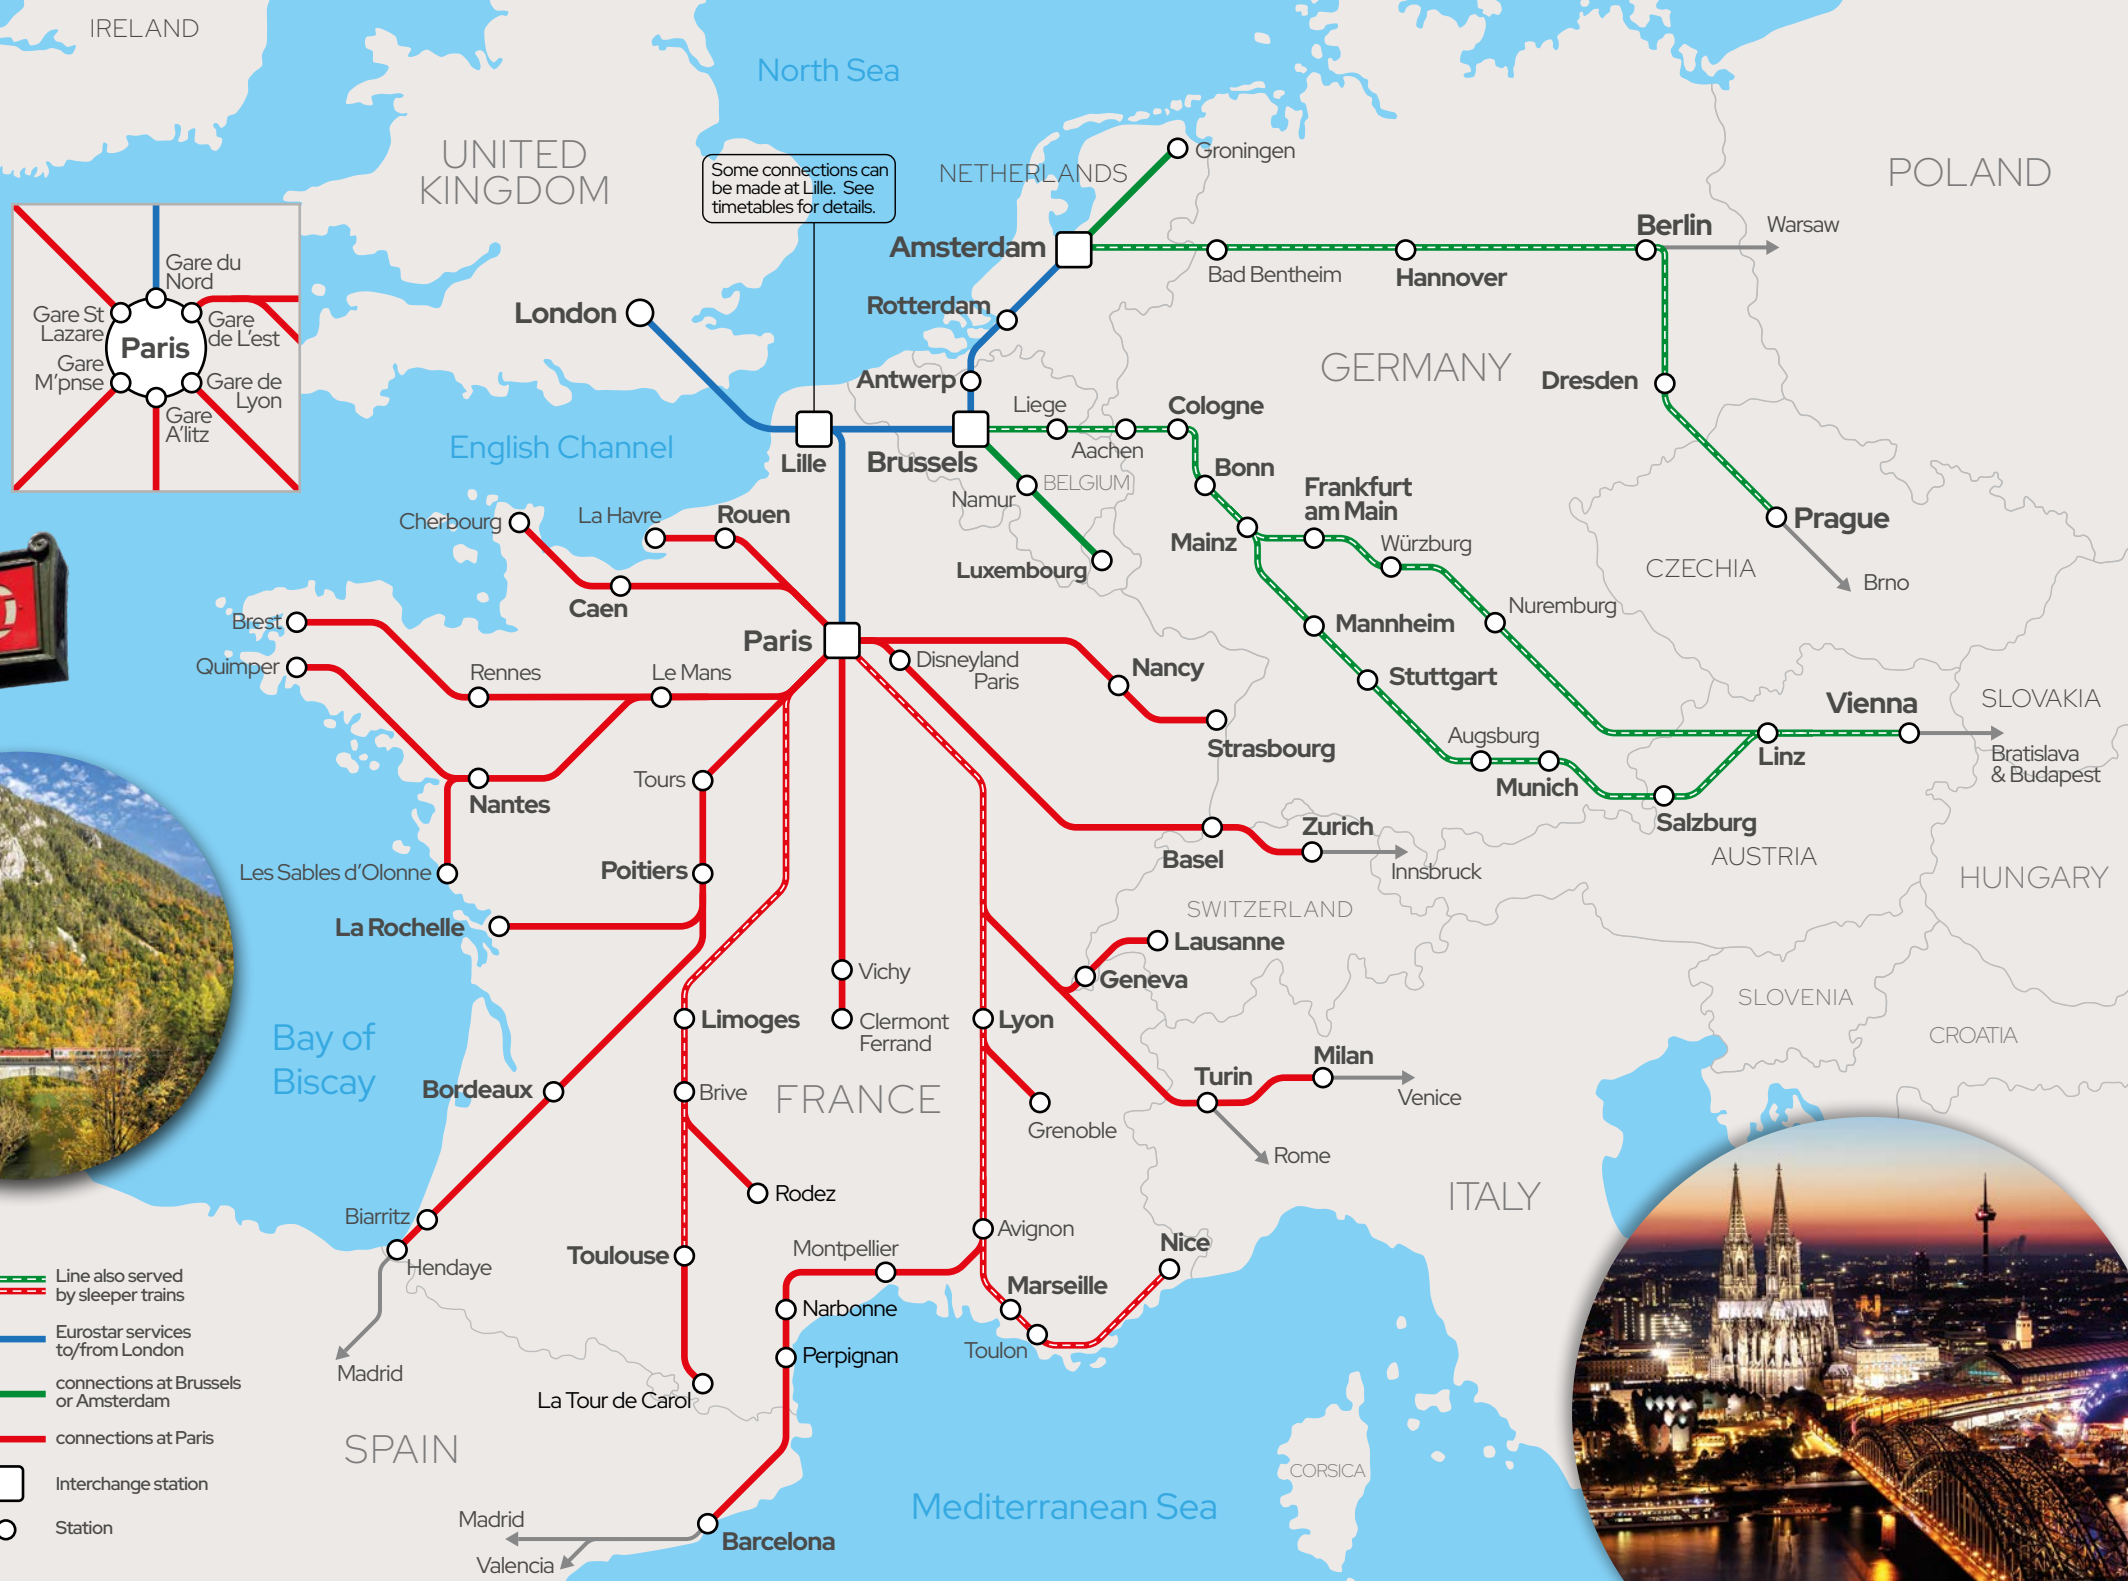 IRELAND
North Sea
UNITED
KINGDOM
Some connections can
be made at Lille. See
timetables for details.
NETHERLANDS
Groningen
POLAND
Amsterdam
Bad Bentheim
Hannover
Berlin
Warsaw
Gare du
Nord
Gare St
Lazare
Gare
de L'est
Paris
Gare
M'pnse
Gare de
Lyon
Gare
A'litz
London
Rotterdam
Antwerp
GERMANY
Dresden
English Channel
Lille
Brussels
Liege
Aachen
Cologne
Bonn
Namur
BELGIUM
Frankfurt
am Main
Mainz
Würzburg
Luxembourg
Prague
CZECHIA
Brno
Cherbourg
La Havre
Rouen
Caen
Brest
Quimper
Rennes
Le Mans
Paris
Disneyland
Paris
Nancy
Strasbourg
Mannheim
Nuremburg
Stuttgart
Augsburg
Munich
Vienna
SLOVAKIA
Linz
Bratislava
& Budapest
Salzburg
AUSTRIA
HUNGARY
Nantes
Tours
Poitiers
Les Sables d'Olonne
La Rochelle
Zurich
Basel
Innsbruck
SWITZERLAND
Lausanne
Geneva
SLOVENIA
CROATIA
Vichy
Clermont
Ferrand
Limoges
Lyon
Bay of
Biscay
Bordeaux
Brive
FRANCE
Grenoble
Turin
Milan
Venice
Rome
ITALY
Rodez
Biarritz
Hendaye
Madrid
Toulouse
Montpellier
Avignon
Nice
Marseille
Toulon
Narbonne
Perpignan
La Tour de Carol
SPAIN
Madrid
Valencia
Barcelona
Mediterranean Sea
CORSICA
Line also served
by sleeper trains
Eurostar services
to/from London
connections at Brussels
or Amsterdam
connections at Paris
Interchange station
Station